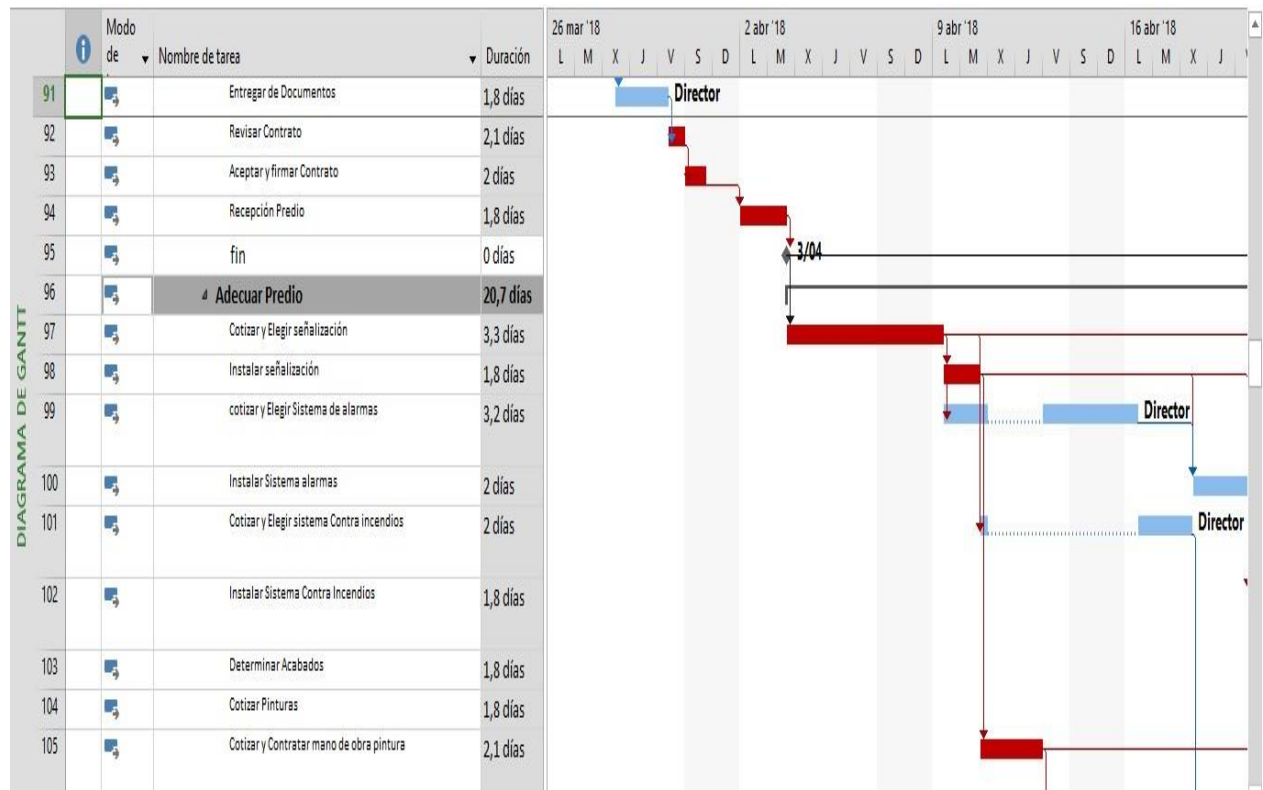 Modo
de
Nombre de tarea
Duración
26 mar '18
2 abr '18
9 abr '18
16 abr '18
L M X J V S D L M X J V S D L M X J V S D L M X J
91 Entregar de Documentos 1,8 días Director
92 Revisar Contrato 2,1 días
93 Aceptar y firmar Contrato 2 días
94 Recepción Predio 1,8 días
95 fin 0 días 3/04
96 Adecuar Predio 20,7 días
97 Cotizar y Elegir señalización 3,3 días
98 Instalar señalización 1,8 días
99 cotizar y Elegir Sistema de alarmas 3,2 días Director
100 Instalar Sistema alarmas 2 días
101 Cotizar y Elegir sistema Contra incendios 2 días Director
102 Instalar Sistema Contra Incendios 1,8 días
103 Determinar Acabados 1,8 días
104 Cotizar Pinturas 1,8 días
105 Cotizar y Contratar mano de obra pintura 2,1 días
DIAGRAMA DE GANTT